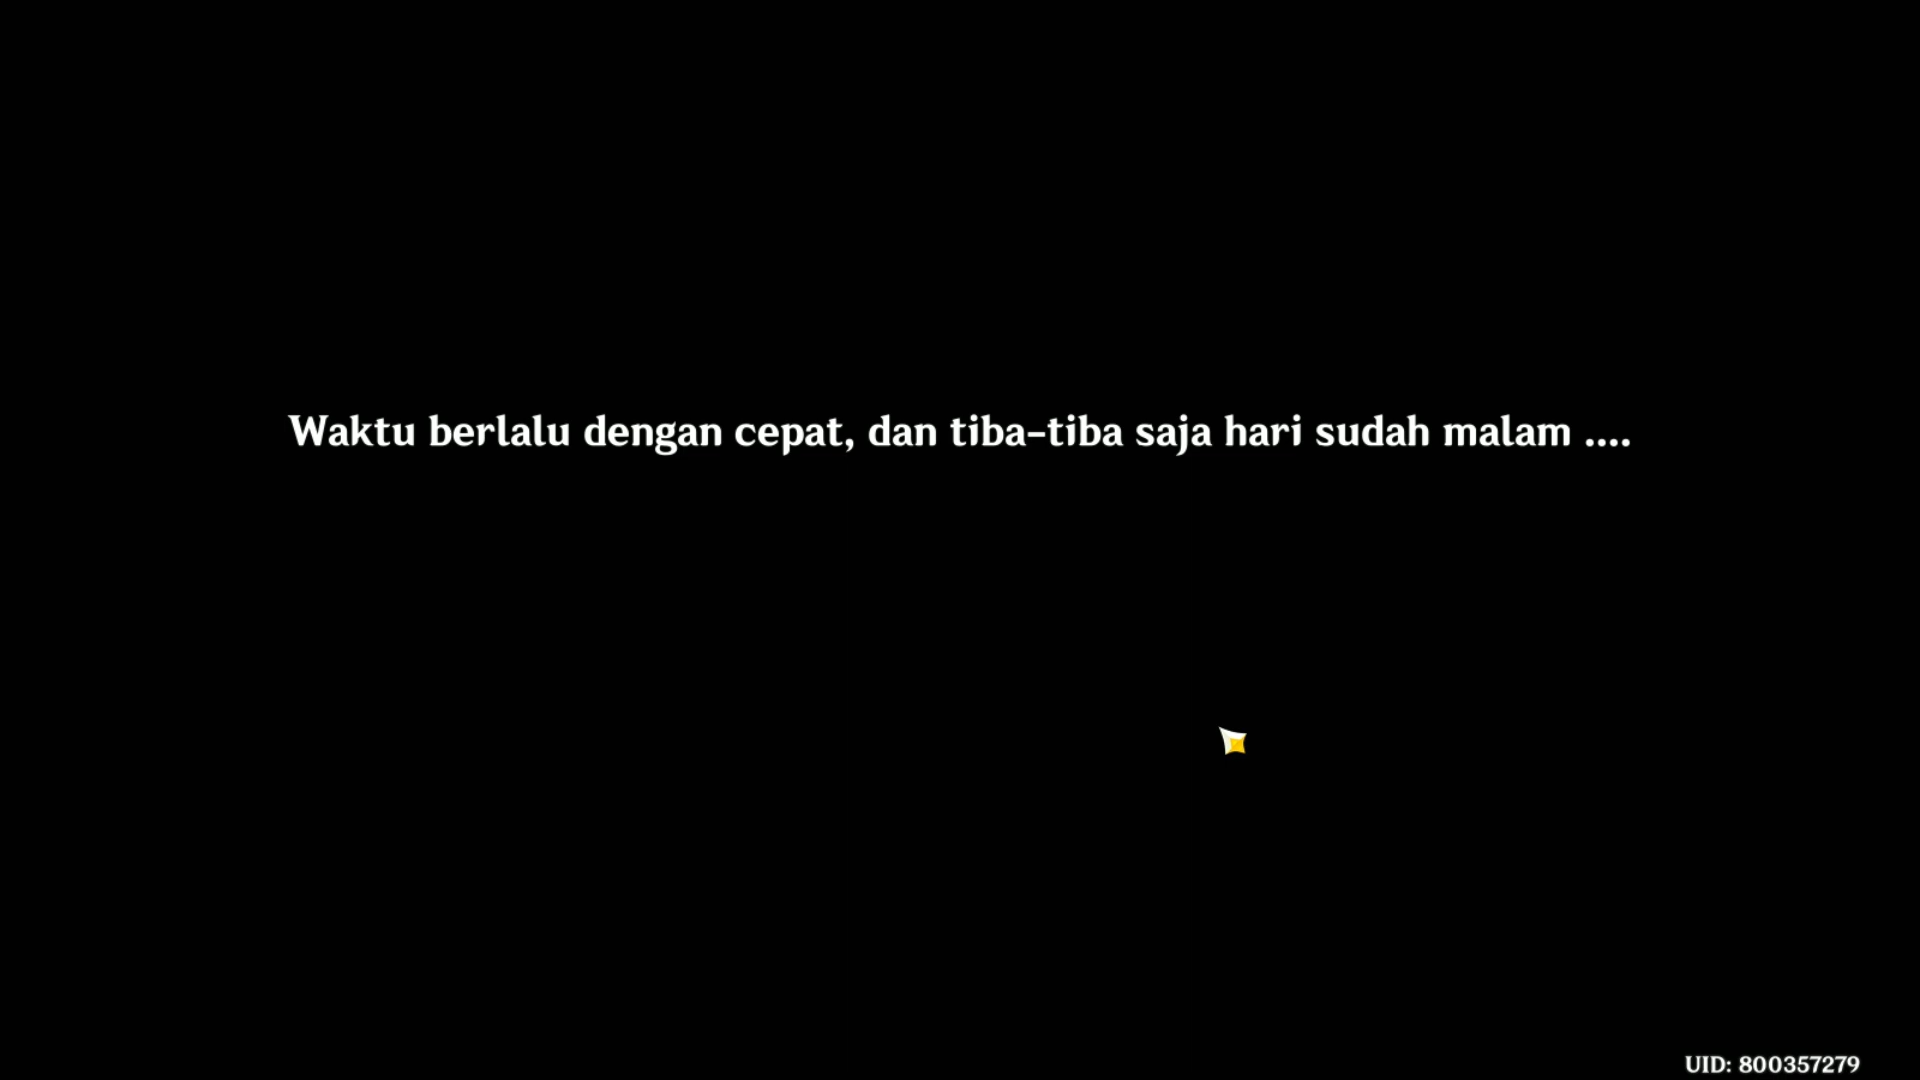 Waktu berlalu dengan cepat, dan tiba-tiba saja hari sudah malam ....
UID: 800357279